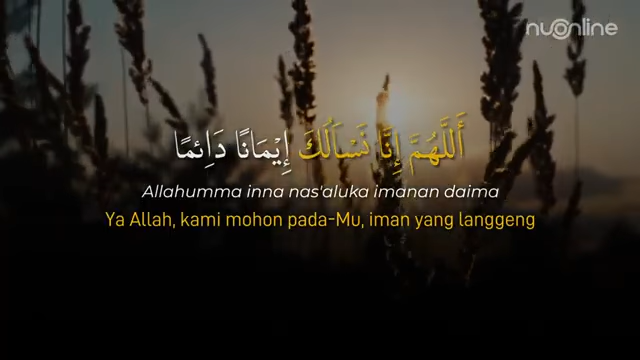 nuonline
أَللَّهُمَّ إِنَّا نَسْأَلُكَ إِيْمَانًا دَائِمًا
Allahumma inna nas'aluka imanan daima
Ya Allah, kami mohon pada-Mu, iman yang langgeng